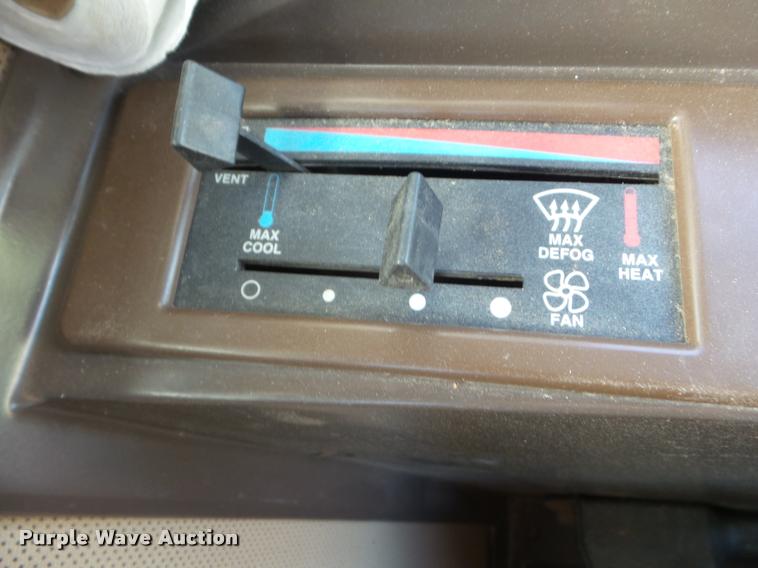 VENT
MAX
COOL
MAX
DEFOG
MAX
HEAT
FAN
Purple Wave Auction